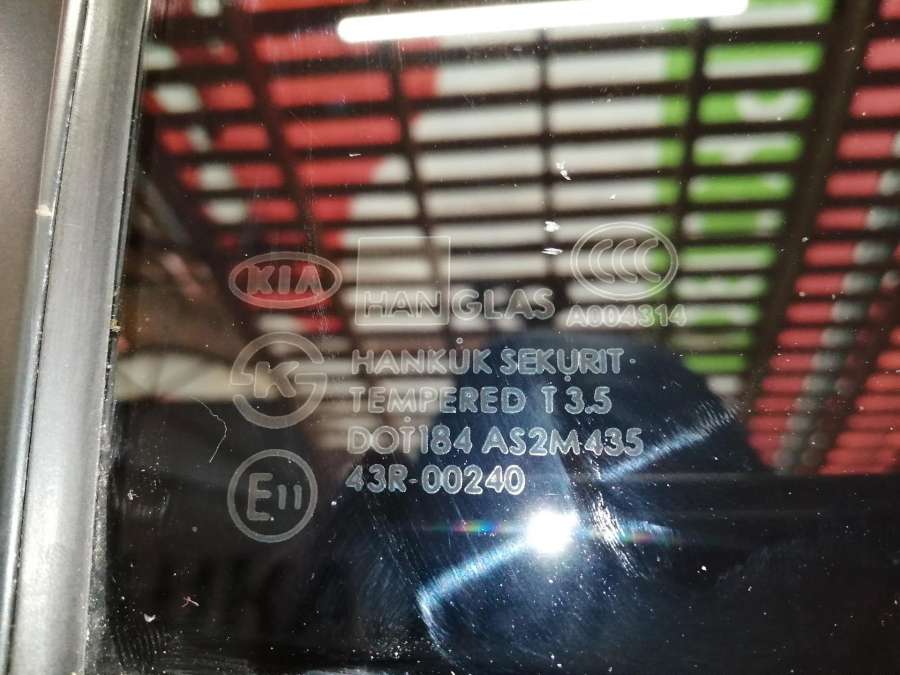 KIA
HAN GLAS
CCC
A004314
K
HANKUK SEKURIT
TEMPERED T 3.5
DOT184 AS2M435
E11
43R-00240